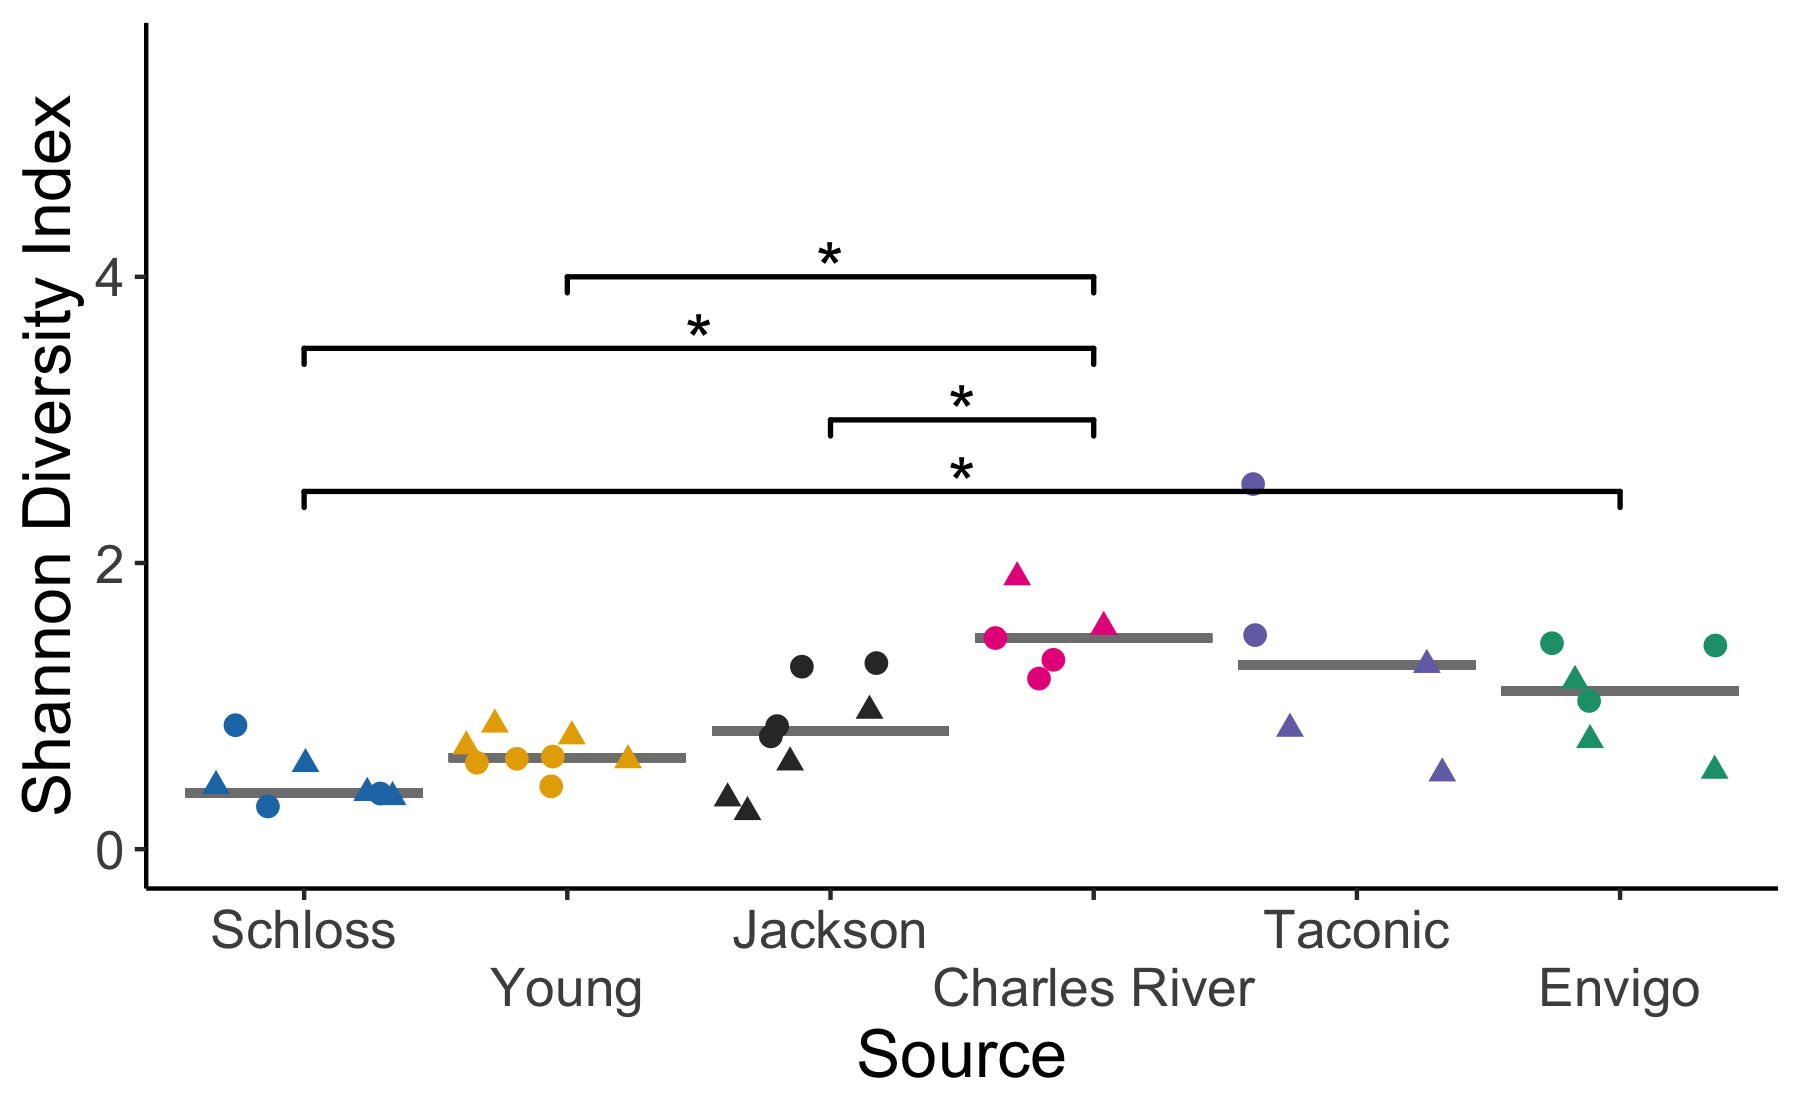 Shannon Diversity Index
4
2
0
*
*
*
*
Schloss
Young
Jackson
Charles River
Taconic
Envigo
Source